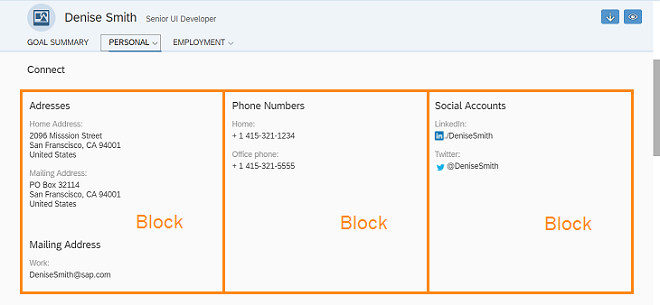 Denise Smith Senior UI Developer
GOAL SUMMARY PERSONAL EMPLOYMENT
Connect
Adresses
Home Address:
2096 Misssion Street
San Franscisco, CA 94001
United States
Mailing Address:
PO Box 32114
San Franscisco, CA 94001
United States
Block
Mailing Address
Work:
DeniseSmith@sap.com
Phone Numbers
Home:
+ 1 415-321-1234
Office phone:
+ 1 415-321-5555
Block
Social Accounts
LinkedIn:
in /DeniseSmith
Twitter:
@DeniseSmith
Block